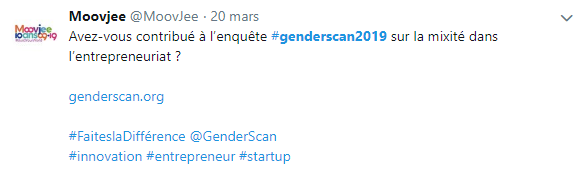 Moovjee @MoovJee · 20 mars
Moovjee
Avez-vous contribué à l'enquête #genderscan2019 sur la mixité dans
l'entrepreneuriat ?
genderscan.org
#FaiteslaDifférence @GenderScan
#innovation #entrepreneur #startup